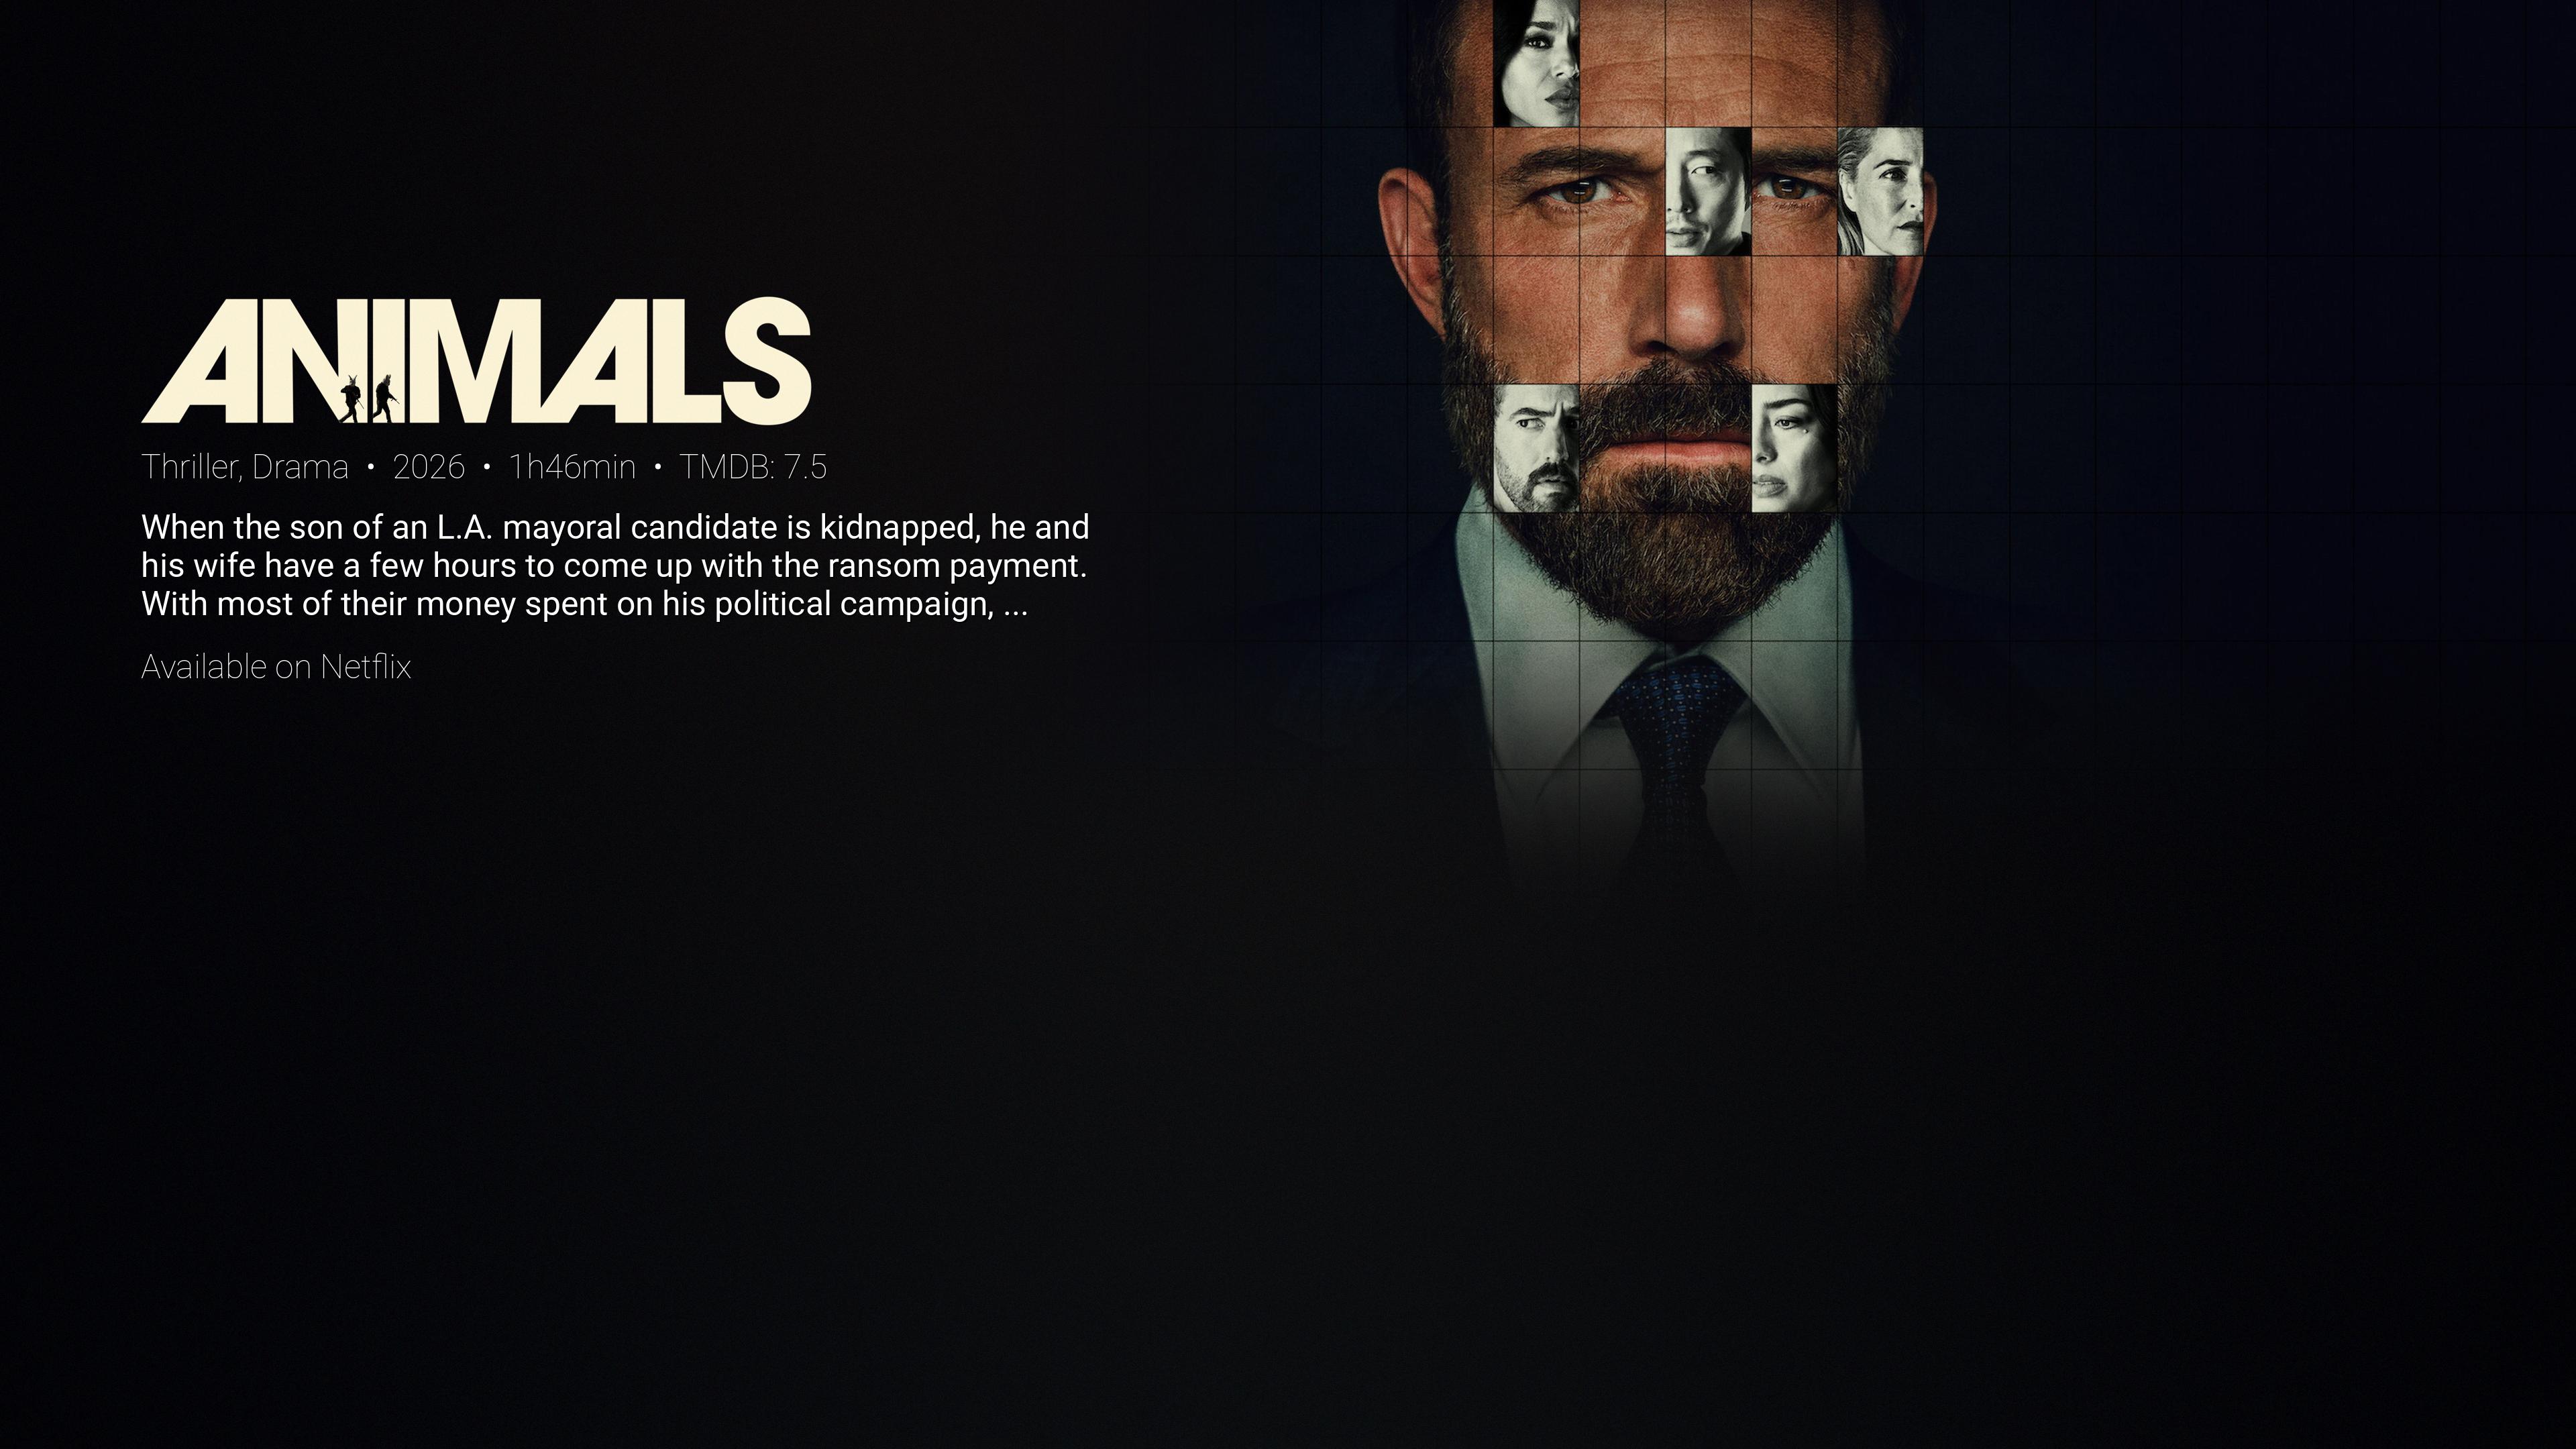 ANIMALS
Thriller, Drama • 2026 • 1h46min • TMDB: 7.5
When the son of an L.A. mayoral candidate is kidnapped, he and
his wife have a few hours to come up with the ransom payment.
With most of their money spent on his political campaign, ...
Available on Netflix